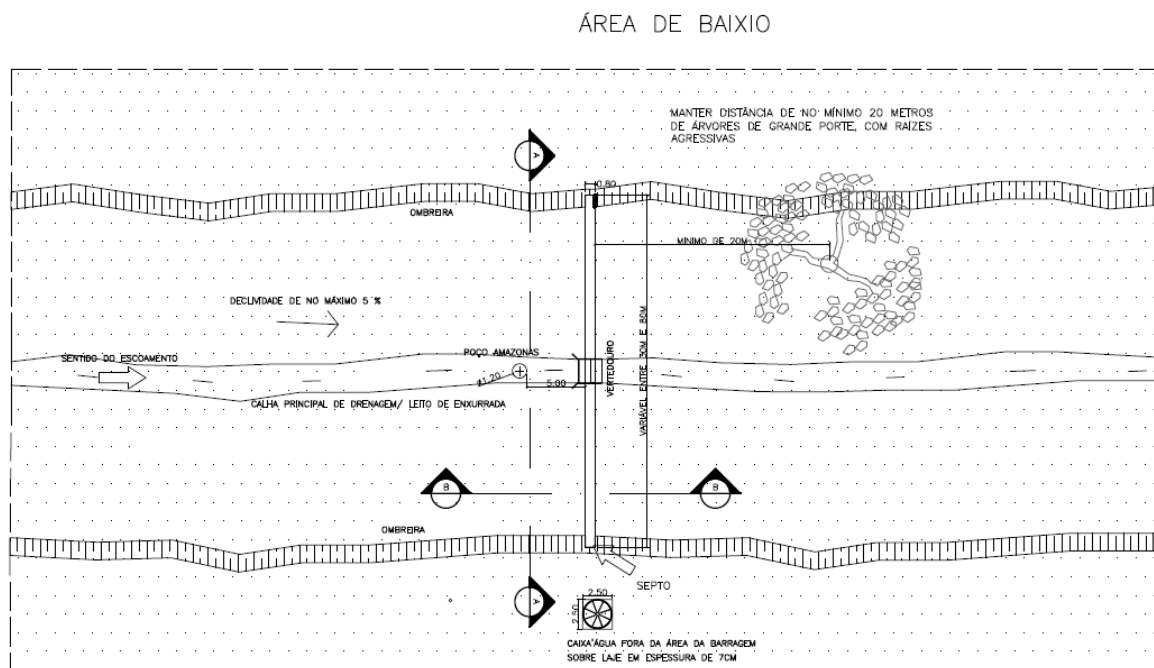 ÁREA DE BAIXIO
MANTER DISTÂNCIA DE NO MÍNIMO 20 METROS
DE ÁRVORES DE GRANDE PORTE, COM RAÍZES
AGRESSIVAS
A
0.80
OMBREIRA
MINIMO DE 20M
DECLIVIDADE DE NO MÁXIMO 5 %
SENTIDO DO ESCOAMENTO
POÇO AMAZONAS
ø1.20
5.00
VERTEDOURO
VARIÁVEL ENTRE 30M E 80M
CALHA PRINCIPAL DE DRENAGEM/ LEITO DE ENXURRADA
B
B
OMBREIRA
SEPTO
A
2.50
2.50
CAIXA'ÁGUA FORA DA ÁREA DA BARRAGEM
SOBRE LAJE EM ESPESSURA DE 7CM